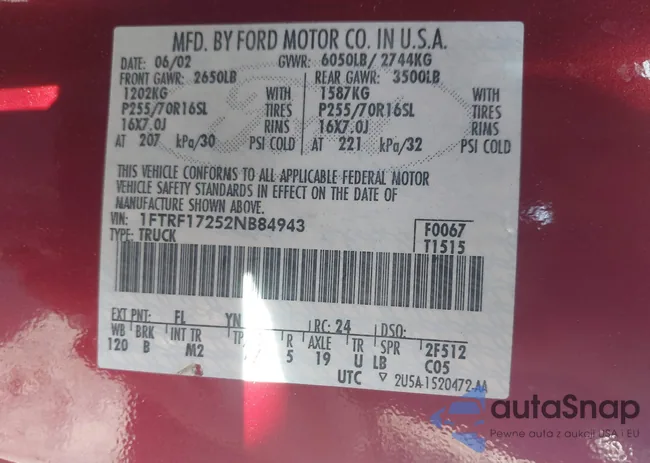 MFD. BY FORD MOTOR CO. IN U.S.A.
DATE: 06/02 GVWR: 6050LB/ 2744KG
FRONT GAWR: 2650LB REAR GAWR: 3500LB
1202KG WITH 1587KG WITH
P255/70R16SL TIRES P255/70R16SL TIRES
16X7.0J RIMS 16X7.0J RIMS
AT 207 kPa/30 PSI COLD AT 221 kPa/32 PSI COLD
THIS VEHICLE CONFORMS TO ALL APPLICABLE FEDERAL MOTOR
VEHICLE SAFETY STANDARDS IN EFFECT ON THE DATE OF
MANUFACTURE SHOWN ABOVE.
VIN: 1FTRF17252NB84943 F0067
TYPE: TRUCK T1515
EXT PNT: FL YN RC: 24 DSO:
WB BRK INT TR TP R AXLE TR SPR 2F512
120 B M2 5 19 U LB C05
UTC 2U5A-1520472-AA
autaSnap
Pewne auta z aukcji USA i EU